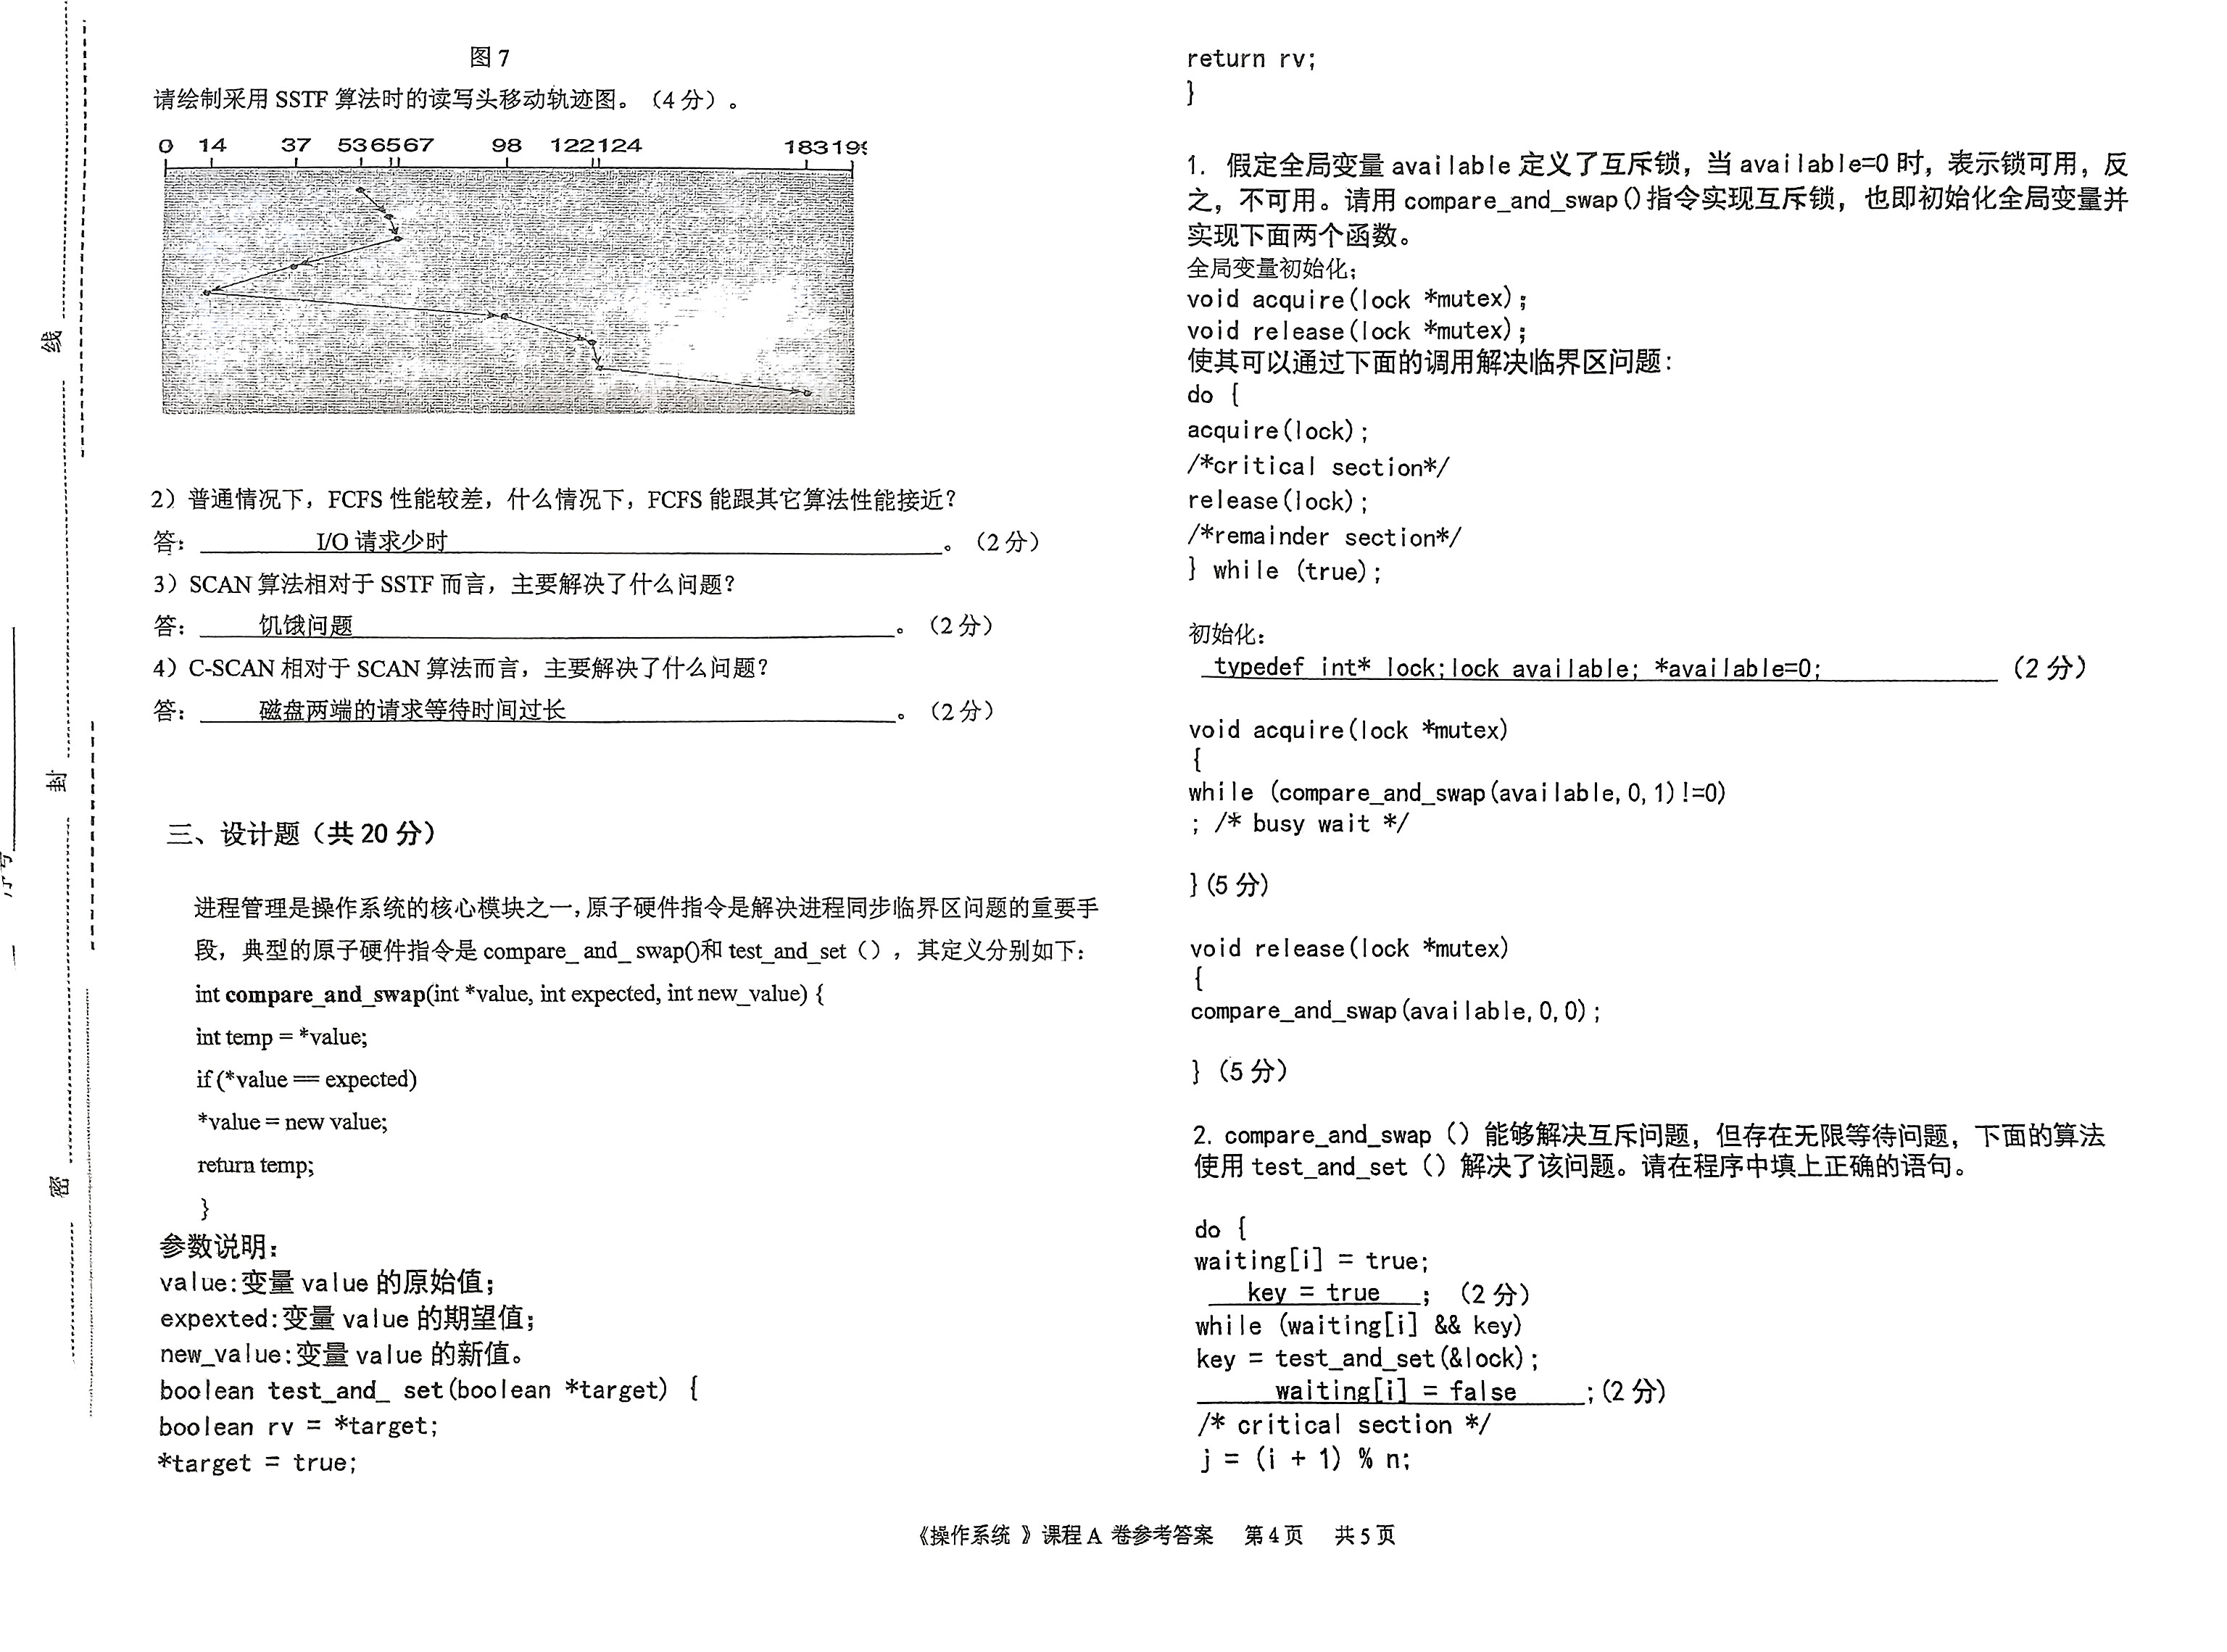 图 7
请绘制采用 SSTF 算法时的读写头移动轨迹图。（4 分）。
0 14 37 53 65 67 98 122 124 183 199
2）普通情况下，FCFS 性能较差，什么情况下，FCFS 能跟其它算法性能接近？
答： I/O 请求少时 。（2 分）
3）SCAN 算法相对于 SSTF 而言，主要解决了什么问题？
答： 饥饿问题 。（2 分）
4）C-SCAN 相对于 SCAN 算法而言，主要解决了什么问题？
答： 磁盘两端的请求等待时间过长 。（2 分）
三、设计题（共 20 分）
进程管理是操作系统的核心模块之一，原子硬件指令是解决进程同步临界区问题的重要手
段，典型的原子硬件指令是 compare_ and_ swap()和 test_and_set（），其定义分别如下：
int compare_and_swap(int *value, int expected, int new_value) {
int temp = *value;
if (*value == expected)
*value = new value;
return temp;
}
参数说明：
value:变量 value 的原始值；
expexted:变量 value 的期望值；
new_value:变量 value 的新值。
boolean test_and_ set(boolean *target) {
boolean rv = *target;
*target = true;
return rv;
}
1. 假定全局变量 available 定义了互斥锁，当 available=0 时，表示锁可用，反
之，不可用。请用 compare_and_swap()指令实现互斥锁，也即初始化全局变量并
实现下面两个函数。
全局变量初始化；
void acquire(lock *mutex);
void release(lock *mutex);
使其可以通过下面的调用解决临界区问题：
do {
acquire(lock);
/*critical section*/
release(lock);
/*remainder section*/
} while (true);
初始化：
typedef int* lock;lock available; *available=0; （2 分）
void acquire(lock *mutex)
{
while (compare_and_swap(available,0,1)!=0)
; /* busy wait */
}(5 分)
void release(lock *mutex)
{
compare_and_swap(available,0,0);
}（5 分）
2. compare_and_swap（）能够解决互斥问题，但存在无限等待问题，下面的算法
使用 test_and_set（）解决了该问题。请在程序中填上正确的语句。
do {
waiting[i] = true;
key = true ；（2 分）
while (waiting[i] && key)
key = test_and_set(&lock);
waiting[i] = false ;(2 分)
/* critical section */
j = (i + 1) % n;
《操作系统 》课程 A 卷参考答案 第 4 页 共 5 页
线
封
密